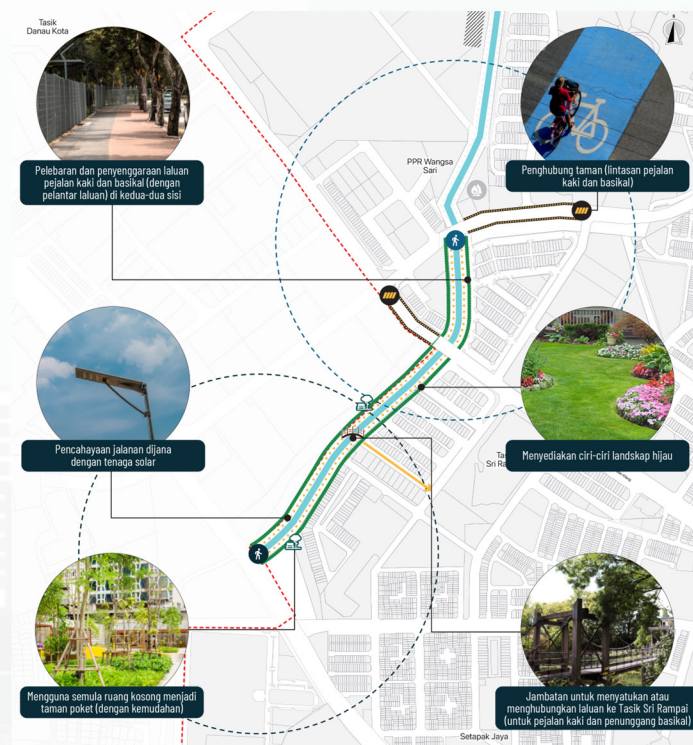 Tasik
Danau Kota
Pelebaran dan penyenggaraan laluan
pejalan kaki dan basikal (dengan
pelantar laluan) di kedua-dua sisi
PPR Wangsa
Sari
Penghubung taman (lintasan pejalan
kaki dan basikal)
Pencahayaan jalanan dijana
dengan tenaga solar
Sri
Menyediakan ciri-ciri landskap hijau
Mengguna semula ruang kosong menjadi
taman poket (dengan kemudahan)
Jambatan untuk menyatukan atau
menghubungkan laluan ke Tasik Sri Rampai
(untuk pejalan kaki dan penunggang basikal)
Setapak Jaya